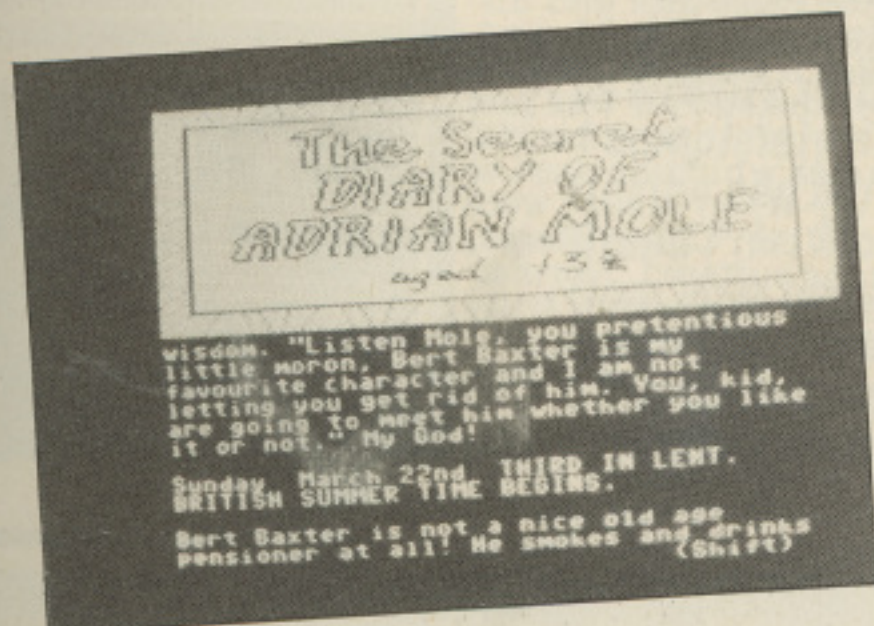 The Secret
DIARY OF
ADRIAN MOLE
aged 13¾
wisdom. "Listen Mole, you pretentious
little moron, Bert Baxter is my
favourite character and I am not
letting you get rid of him. You, kid,
are going to meet him whether you like
it or not." My God!
Sunday March 22nd THIRD IN LENT.
BRITISH SUMMER TIME BEGINS.
Bert Baxter is not a nice old age
pensioner at all! He smokes and drinks
(Shift)